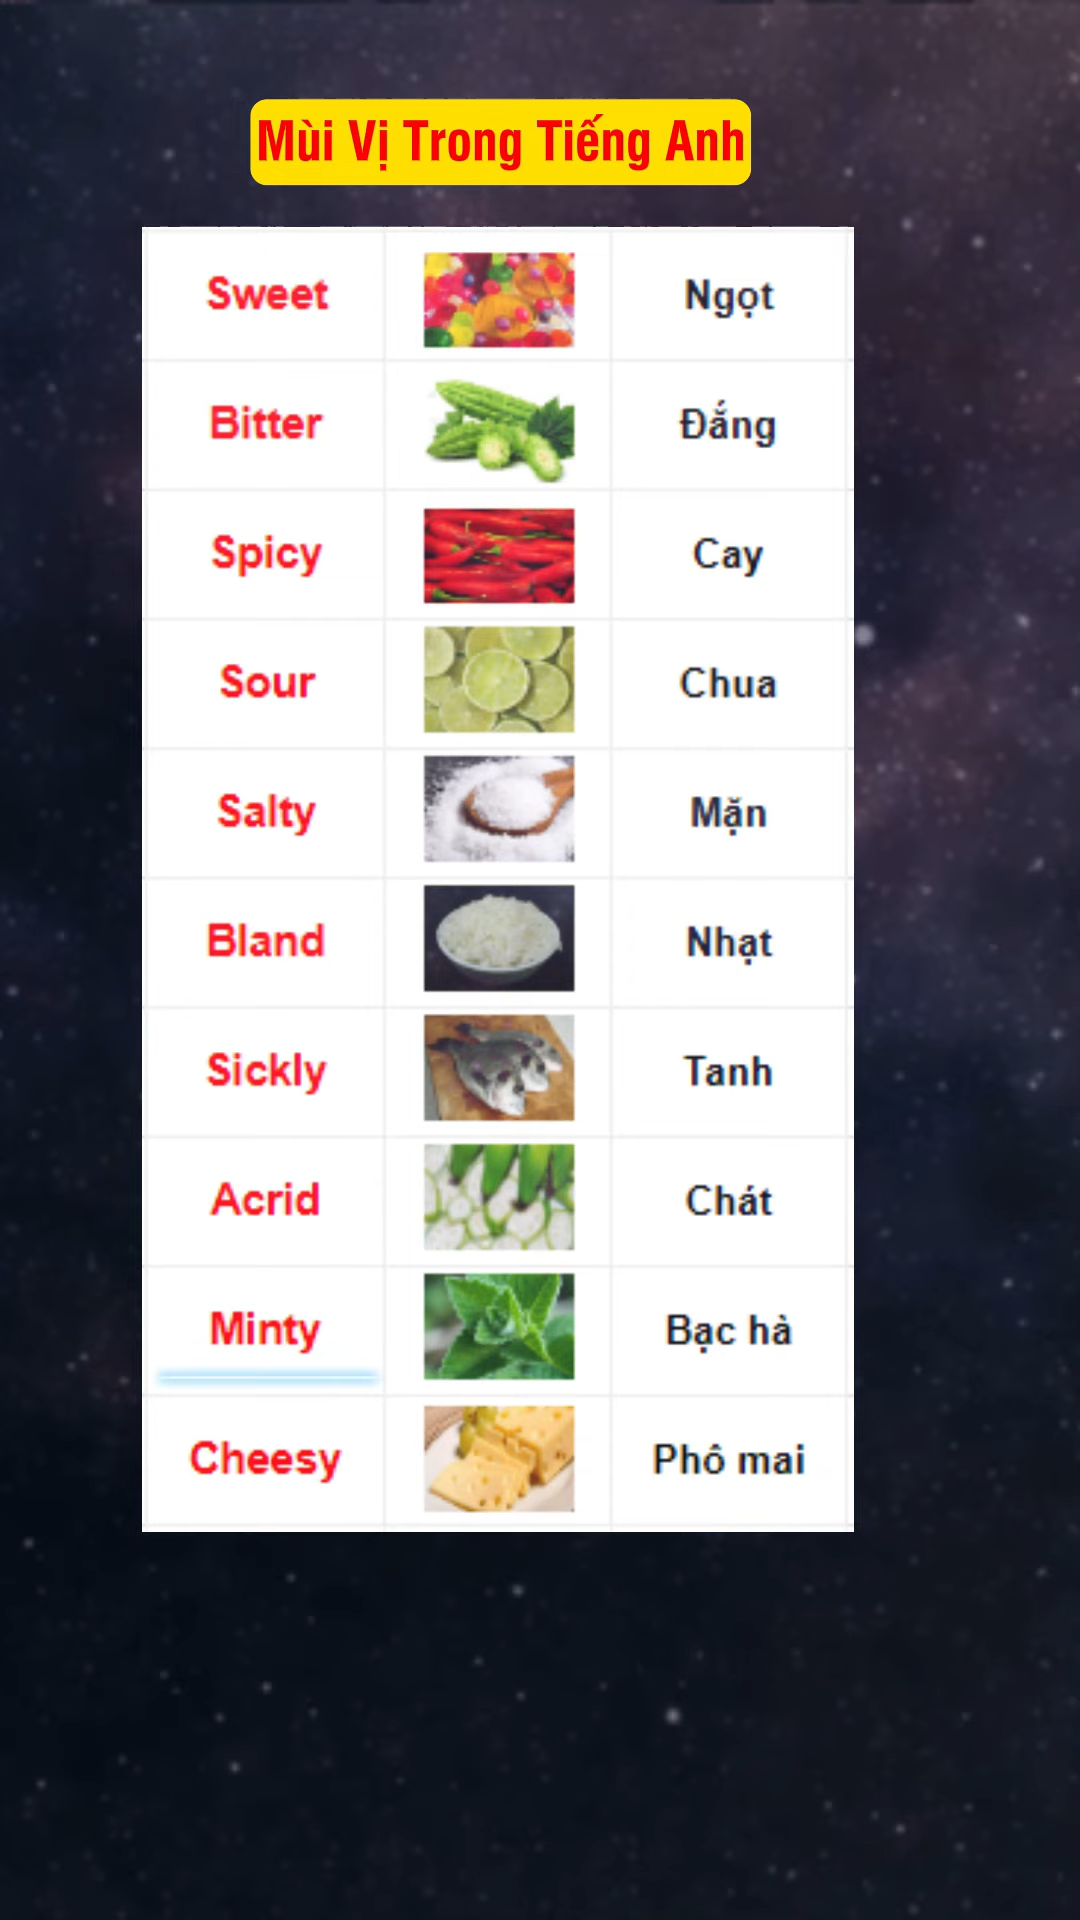 Mùi Vị Trong Tiếng Anh
Sweet Ngọt
Bitter Đắng
Spicy Cay
Sour Chua
Salty Mặn
Bland Nhạt
Sickly Tanh
Acrid Chát
Minty Bạc hà
Cheesy Phô mai